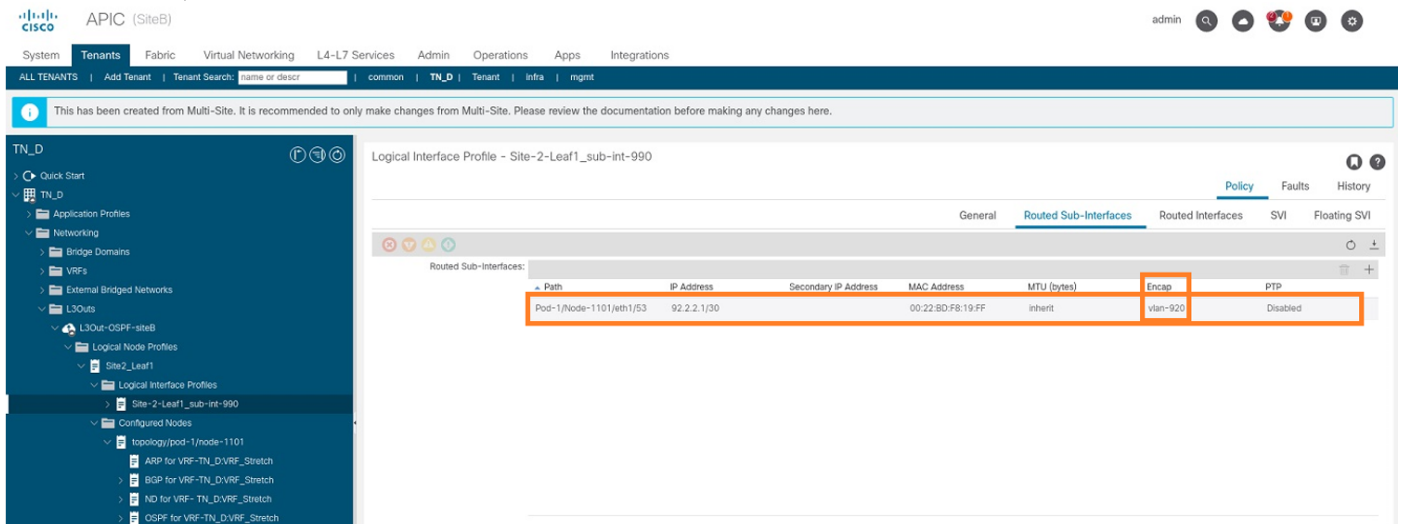 CISCO
APIC (SiteB)
admin
System Tenants Fabric Virtual Networking L4-L7 Services Admin Operations Apps Integrations
ALL TENANTS | Add Tenant | Tenant Search: name or descr | common | TN_D | Tenant | infra | mgmt
This has been created from Multi-Site. It is recommended to only make changes from Multi-Site. Please review the documentation before making any changes here.
TN_D
Quick Start
TN_D
Application Profiles
Networking
Bridge Domains
VRFs
External Bridged Networks
L3Outs
L3Out-OSPF-siteB
Logical Node Profiles
Site2_Leaf1
Logical Interface Profiles
Site-2-Leaf1_sub-int-990
Configured Nodes
topology/pod-1/node-1101
ARP for VRF-TN_D:VRF_Stretch
BGP for VRF-TN_D:VRF_Stretch
ND for VRF- TN_D:VRF_Stretch
OSPF for VRF-TN_D:VRF_Stretch
Logical Interface Profile - Site-2-Leaf1_sub-int-990
Policy Faults History
General Routed Sub-Interfaces Routed Interfaces SVI Floating SVI
Routed Sub-Interfaces:
Path IP Address Secondary IP Address MAC Address MTU (bytes) Encap PTP
Pod-1/Node-1101/eth1/53 92.2.2.1/30 00:22:BD:F8:19:FF inherit vlan-920 Disabled